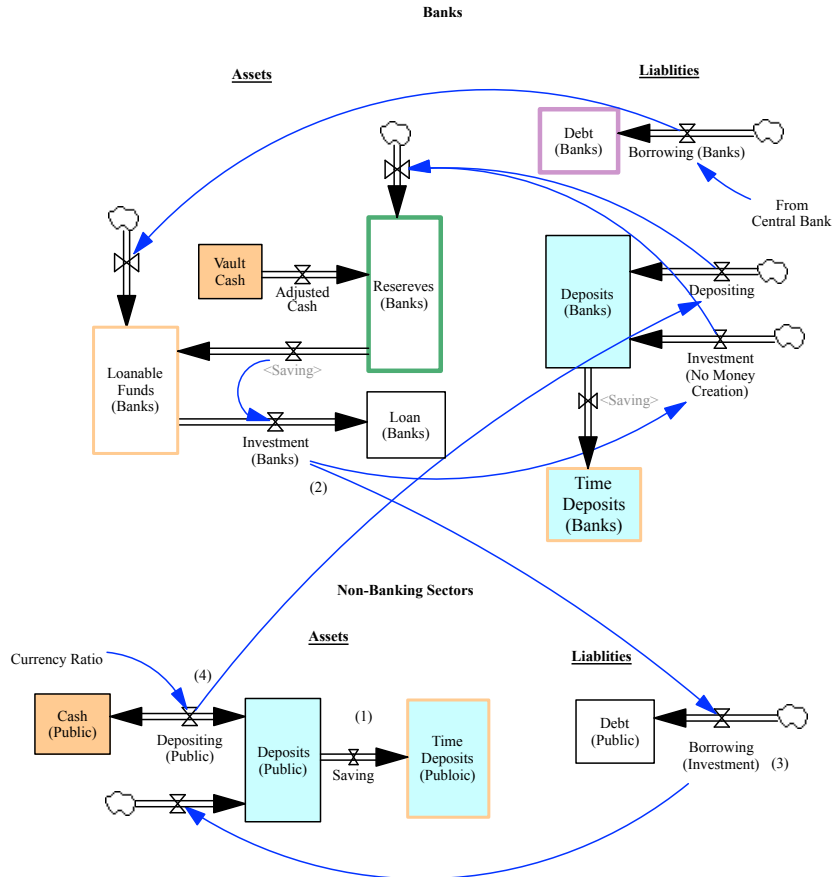 Banks
Assets
Liablities
Debt
(Banks)
Borrowing (Banks)
From
Central Bank
Vault
Cash
Adjusted
Cash
Resereves
(Banks)
Deposits
(Banks)
Depositing
Loanable
Funds
(Banks)
<Saving>
Investment
(No Money
Creation)
Investment
(Banks)
Loan
(Banks)
<Saving>
(2)
Time
Deposits
(Banks)
Non-Banking Sectors
Assets
Liablities
Currency Ratio
(4)
Cash
(Public)
Depositing
(Public)
Deposits
(Public)
(1)
Saving
Time
Deposits
(Publoic)
Debt
(Public)
Borrowing
(Investment)
(3)